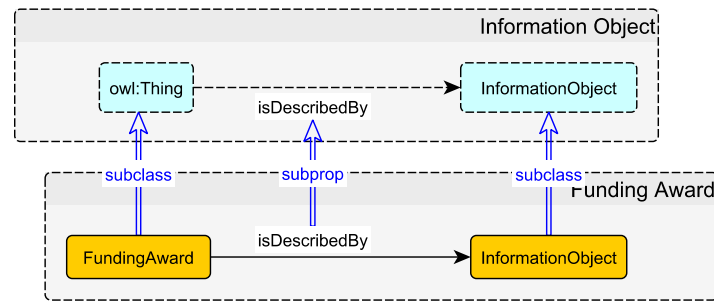 Information Object
owl:Thing
InformationObject
isDescribedBy
subclass
subprop
subclass
Funding Award
isDescribedBy
FundingAward
InformationObject